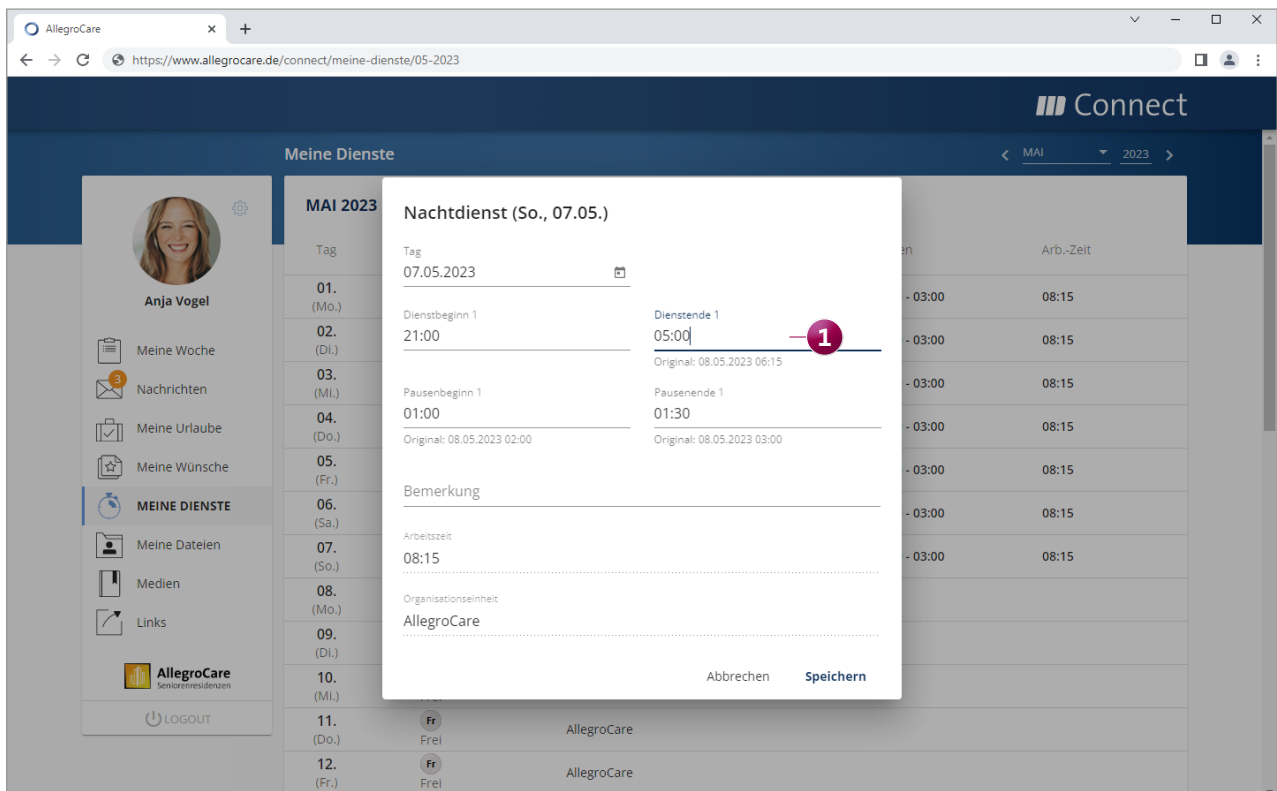 AllegroCare
https://www.allegrocare.de/connect/meine-dienste/05-2023
Connect
Meine Dienste
MAI
2023
Anja Vogel
Meine Woche
3
Nachrichten
Meine Urlaube
Meine Wünsche
MEINE DIENSTE
Meine Dateien
Medien
Links
AllegroCare
Seniorenresidenzen
LOGOUT
MAI 2023
Tag
en
Arb.-Zeit
01.
(Mo.)
- 03:00
08:15
02.
(Di.)
- 03:00
08:15
03.
(Mi.)
- 03:00
08:15
04.
(Do.)
- 03:00
08:15
05.
(Fr.)
- 03:00
08:15
06.
(Sa.)
- 03:00
08:15
07.
(So.)
- 03:00
08:15
08.
(Mo.)
09.
(Di.)
10.
(Mi.)
11.
(Do.)
Fr
Frei
AllegroCare
12.
(Fr.)
Fr
Frei
AllegroCare
Nachtdienst (So., 07.05.)
Tag
07.05.2023
Dienstbeginn 1
21:00
Dienstende 1
05:00
1
Original: 08.05.2023 06:15
Pausenbeginn 1
01:00
Original: 08.05.2023 02:00
Pausenende 1
01:30
Original: 08.05.2023 03:00
Bemerkung
Arbeitszeit
08:15
Organisationseinheit
AllegroCare
Abbrechen
Speichern